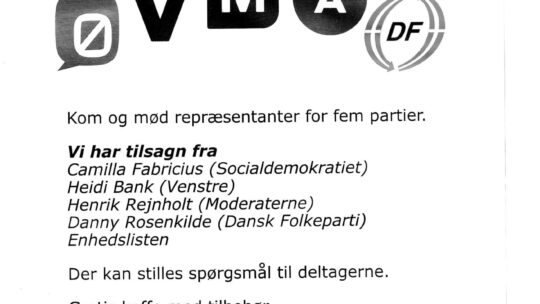 Ø V M A DF
Kom og mød repræsentanter for fem partier.
Vi har tilsagn fra
Camilla Fabricius (Socialdemokratiet)
Heidi Bank (Venstre)
Henrik Rejnholt (Moderaterne)
Danny Rosenkilde (Dansk Folkeparti)
Enhedslisten
Der kan stilles spørgsmål til deltagerne.